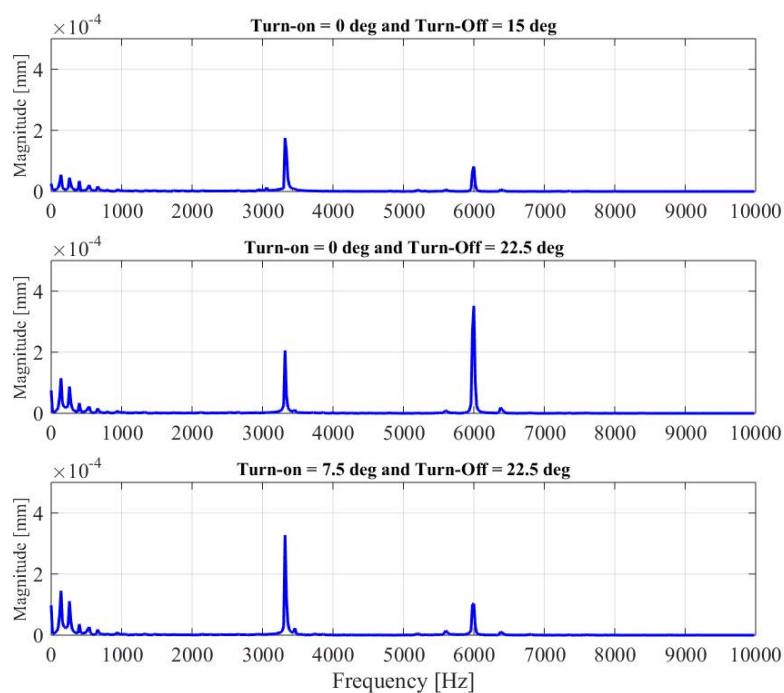 ×10⁻⁴
Turn-on = 0 deg and Turn-Off = 15 deg
Magnitude [mm]
4
2
0
0 1000 2000 3000 4000 5000 6000 7000 8000 9000 10000
×10⁻⁴
Turn-on = 0 deg and Turn-Off = 22.5 deg
Magnitude [mm]
4
2
0
0 1000 2000 3000 4000 5000 6000 7000 8000 9000 10000
×10⁻⁴
Turn-on = 7.5 deg and Turn-Off = 22.5 deg
Magnitude [mm]
4
2
0
0 1000 2000 3000 4000 5000 6000 7000 8000 9000 10000
Frequency [Hz]